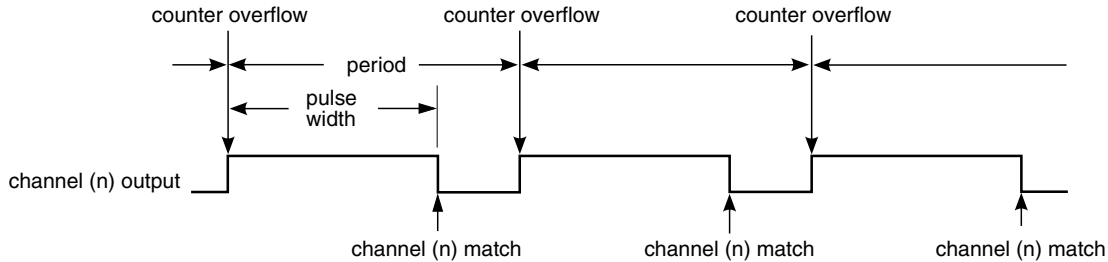 counter overflow
counter overflow
counter overflow
period
pulse
width
channel (n) output
channel (n) match
channel (n) match
channel (n) match